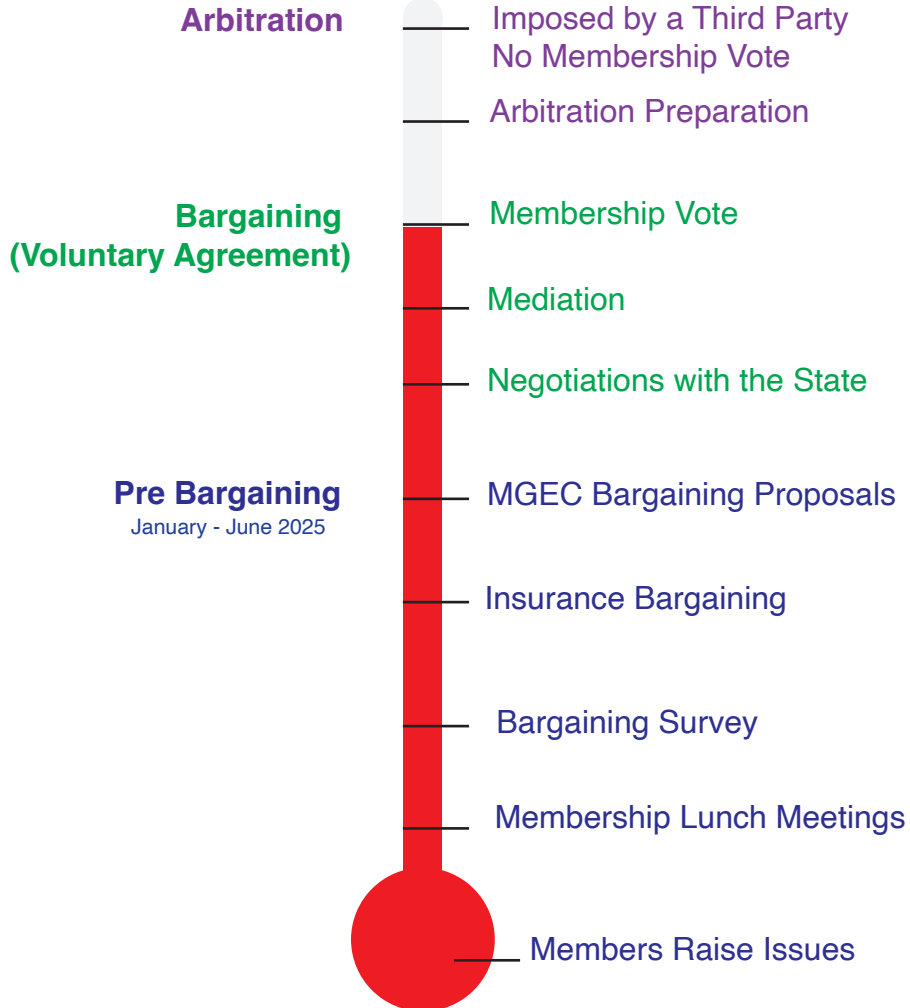 Arbitration
Imposed by a Third Party
No Membership Vote
Arbitration Preparation
Bargaining
(Voluntary Agreement)
Membership Vote
Mediation
Negotiations with the State
Pre Bargaining
January - June 2025
MGEC Bargaining Proposals
Insurance Bargaining
Bargaining Survey
Membership Lunch Meetings
Members Raise Issues